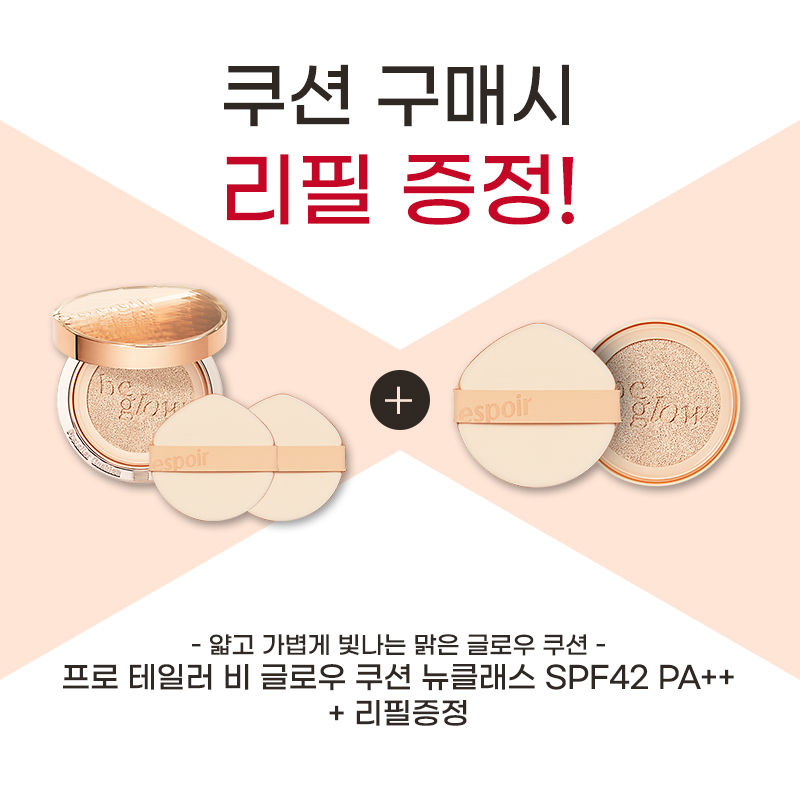 쿠션 구매시
리필 증정!
be
glow
espoir
espoir
be
glow
- 얇고 가볍게 빛나는 맑은 글로우 쿠션 -
프로 테일러 비 글로우 쿠션 뉴클래스 SPF42 PA++
+ 리필증정